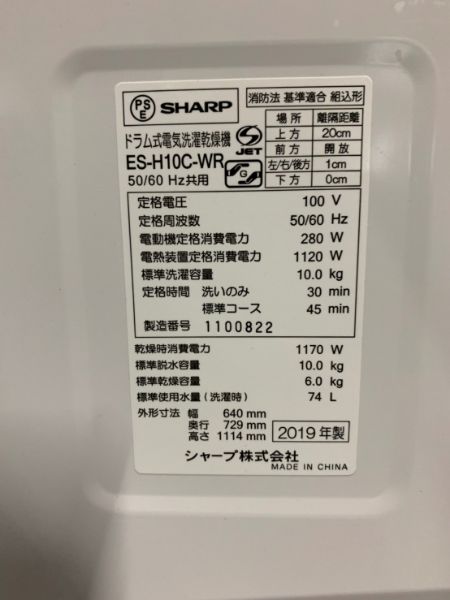 PS E SHARP
ドラム式電気洗濯乾燥機 S JET
ES-H10C-WR
50/60 Hz共用 G
消防法 基準適合 組込形
場所 離隔距離
上方 20cm
前方 開放
左/右/後方 1cm
下方 0cm
定格電圧 100 V
定格周波数 50/60 Hz
電動機定格消費電力 280 W
電熱装置定格消費電力 1120 W
標準洗濯容量 10.0 kg
定格時間 洗いのみ 30 min
標準コース 45 min
製造番号 1100822
乾燥時消費電力 1170 W
標準脱水容量 10.0 kg
標準乾燥容量 6.0 kg
標準使用水量(洗濯時) 74 L
外形寸法 幅 640 mm
奥行 729 mm
高さ 1114 mm
2019年製
シャープ株式会社
MADE IN CHINA